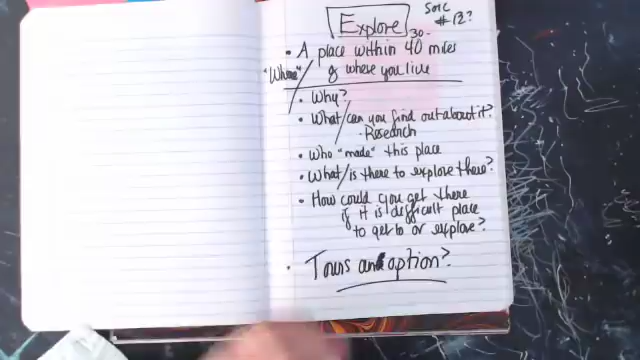 Explore
SOLC
#12?
30-
• A place within 40 miles
"Where"
of where you live
• Why?
• What can you find out about it?
- Research
• Who "made" this place
• What is there to explore there?
• How could you get there
if it is difficult place
to get to or explore?
• Tours an option?